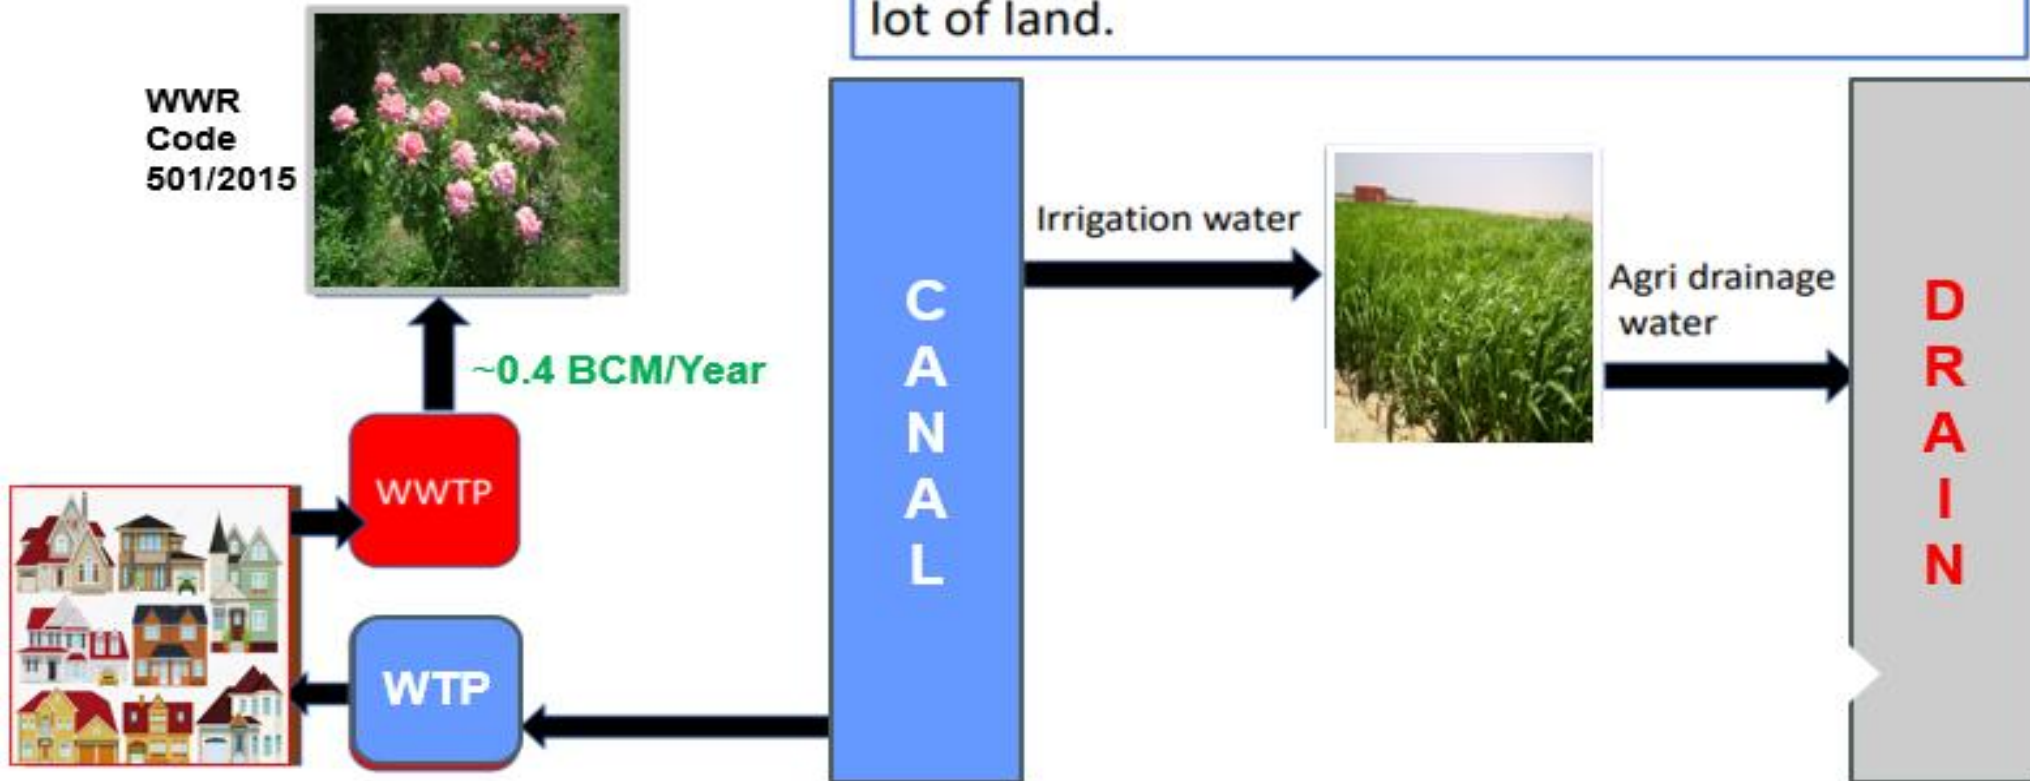 lot of land.
WWR
Code
501/2015
~0.4 BCM/Year
WWTP
WTP
C
A
N
A
L
Irrigation water
Agri drainage
water
D
R
A
I
N